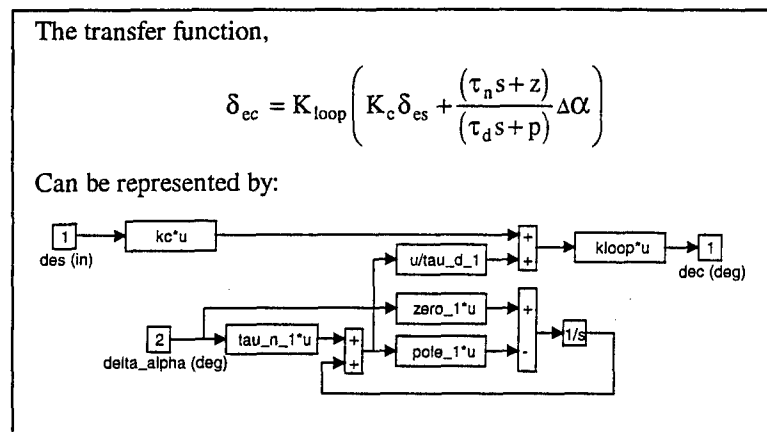 The transfer function,
δ_ec = K_loop ( K_c δ_es + (τ_n s + z) / (τ_d s + p) Δα )
Can be represented by:
1
des (in)
kc*u
+
+
u/tau_d_1
kloop*u
1
dec (deg)
2
delta_alpha (deg)
tau_n_1*u
+
+
zero_1*u
pole_1*u
+
-
1/s